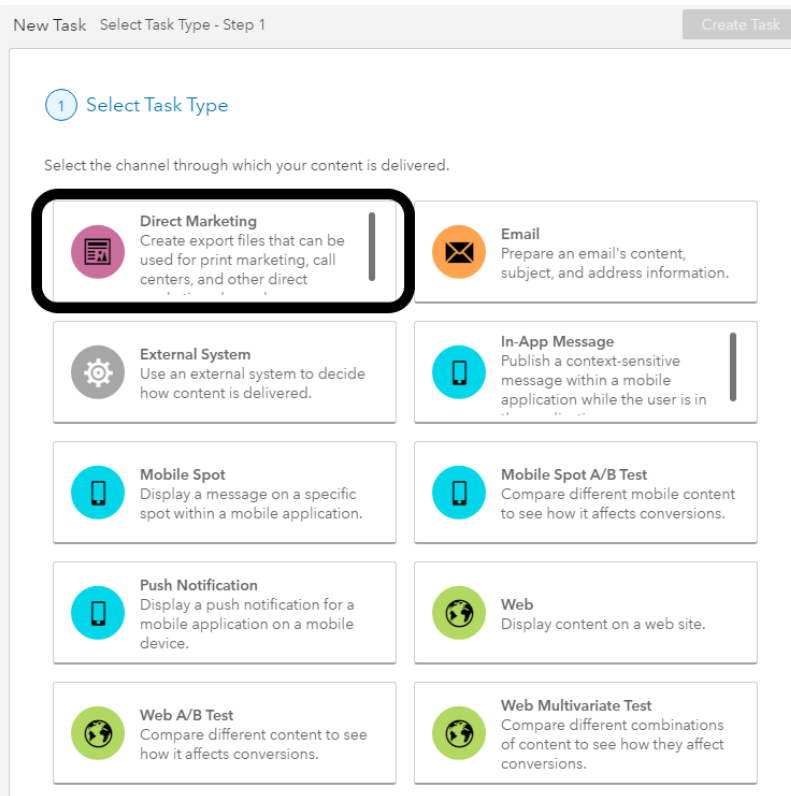 New Task Select Task Type - Step 1
Create Task
1 Select Task Type
Select the channel through which your content is delivered.
Direct Marketing
Create export files that can be
used for print marketing, call
centers, and other direct
Email
Prepare an email's content,
subject, and address information.
External System
Use an external system to decide
how content is delivered.
In-App Message
Publish a context-sensitive
message within a mobile
application while the user is in
Mobile Spot
Display a message on a specific
spot within a mobile application.
Mobile Spot A/B Test
Compare different mobile content
to see how it affects conversions.
Push Notification
Display a push notification for a
mobile application on a mobile
device.
Web
Display content on a web site.
Web A/B Test
Compare different content to see
how it affects conversions.
Web Multivariate Test
Compare different combinations
of content to see how they affect
conversions.